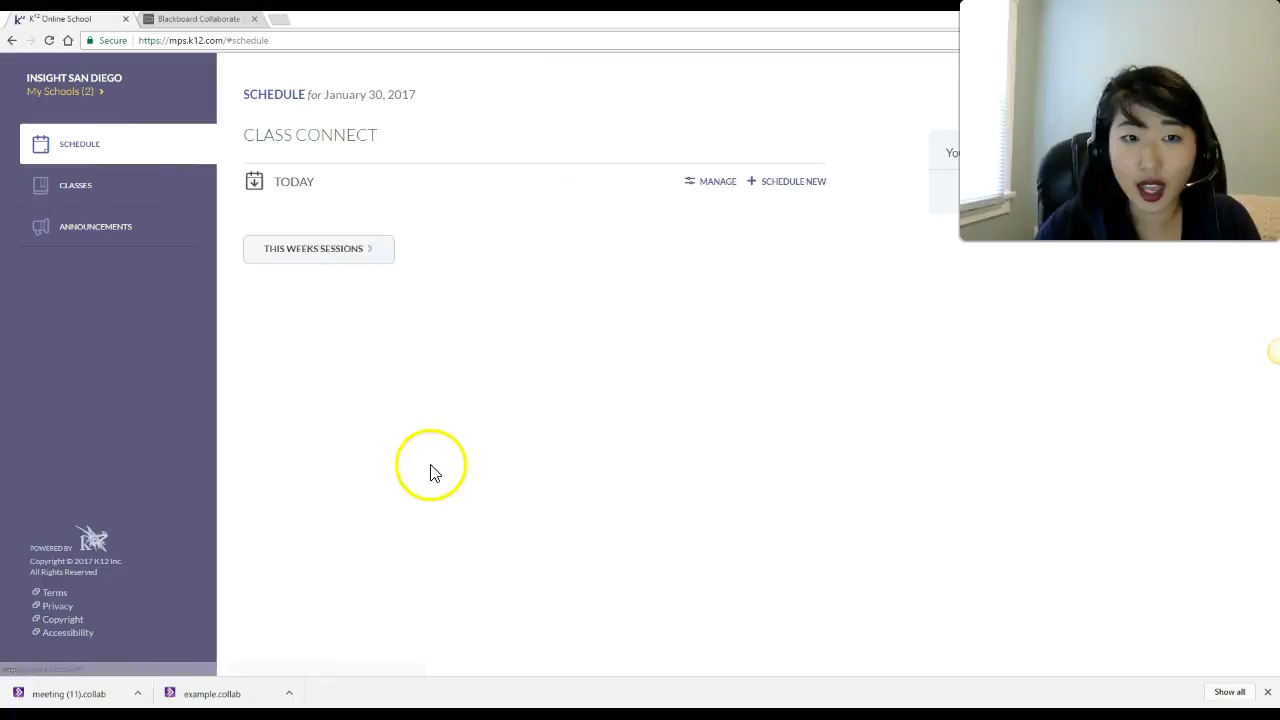 K¹² Online School
Blackboard Collaborate
Secure
https://mps.k12.com/#schedule
INSIGHT SAN DIEGO
My Schools (2)
SCHEDULE for January 30, 2017
CLASS CONNECT
SCHEDULE
TODAY
MANAGE
SCHEDULE NEW
CLASSES
ANNOUNCEMENTS
THIS WEEKS SESSIONS
POWERED BY
Copyright © 2017 K12 Inc.
All Rights Reserved
Terms
Privacy
Copyright
Accessibility
meeting (11).collab
example.collab
Show all